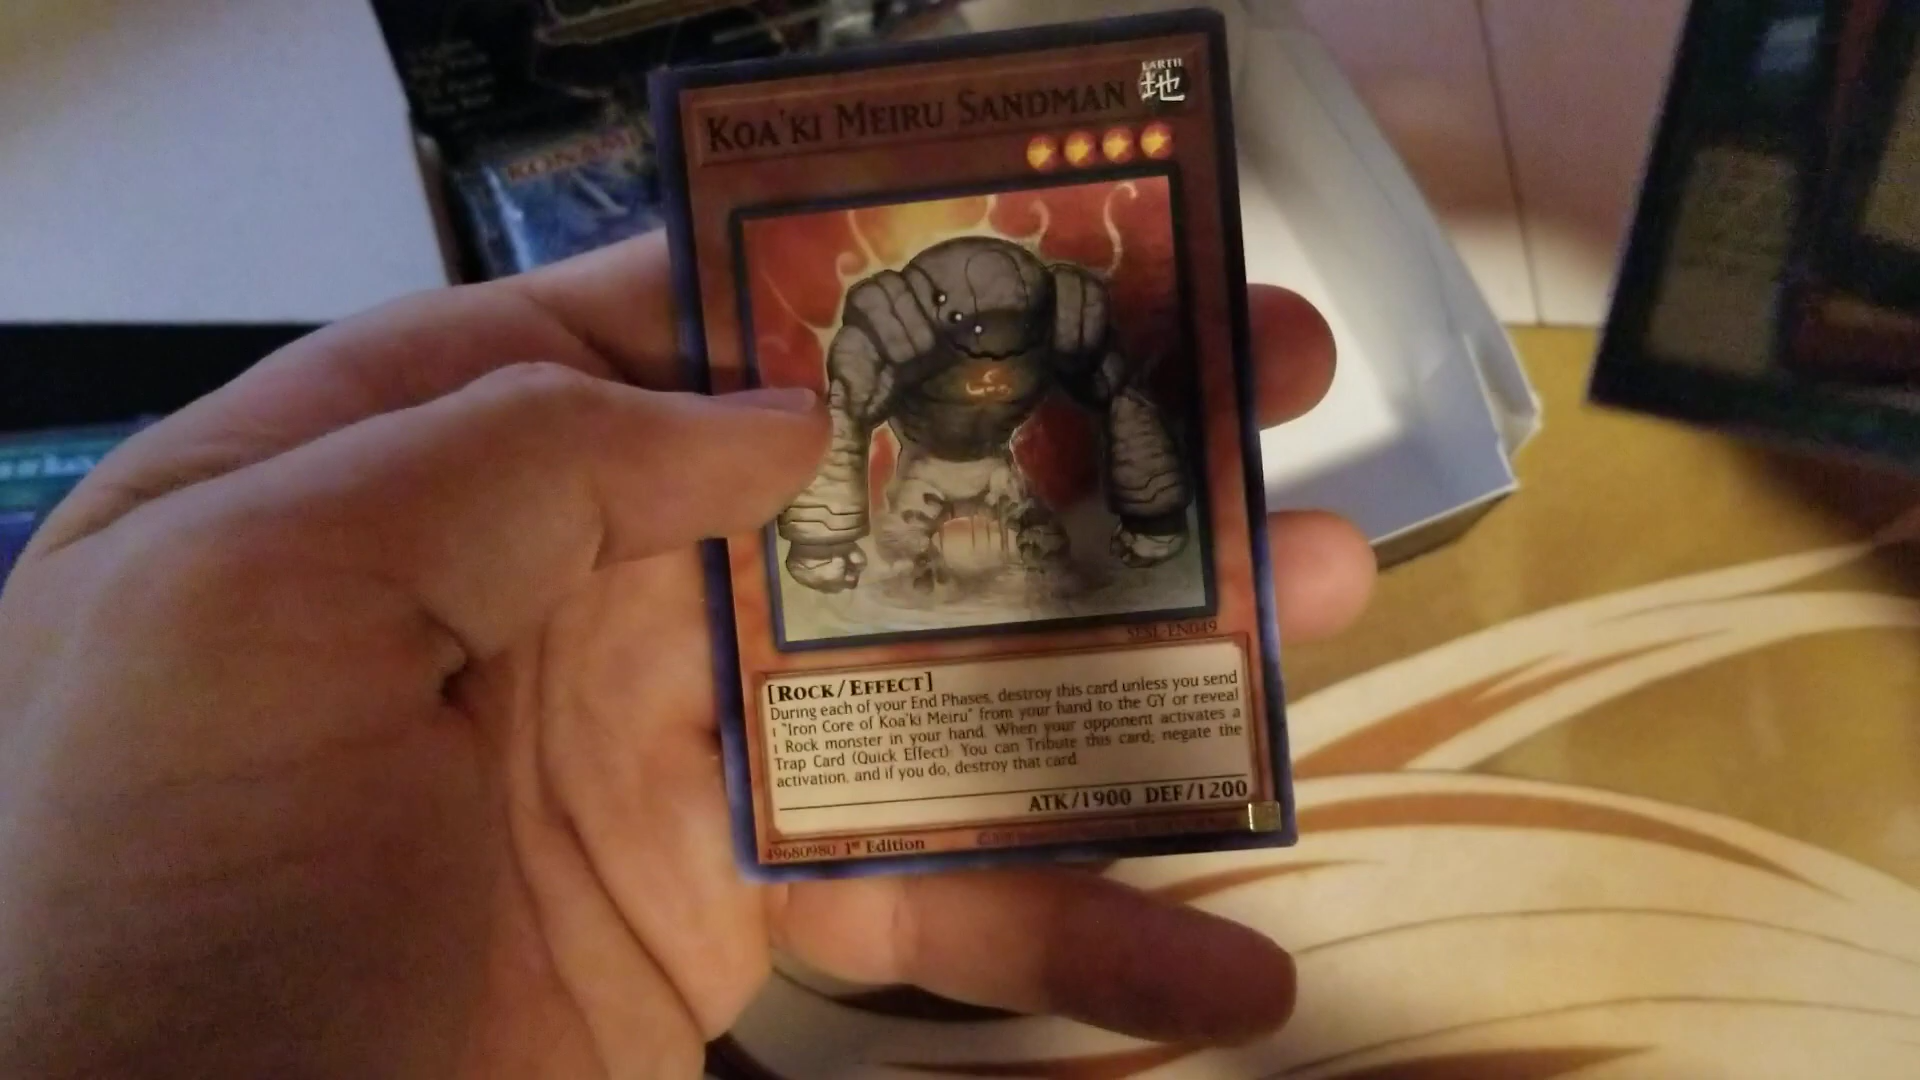 KONAMI
KOA'KI MEIRU SANDMAN
EARTH
地
SESL-EN049
[ROCK/EFFECT]
During each of your End Phases, destroy this card unless you send
1 "Iron Core of Koa'ki Meiru" from your hand to the GY or reveal
1 Rock monster in your hand. When your opponent activates a
Trap Card (Quick Effect): You can Tribute this card; negate the
activation, and if you do, destroy that card.
ATK/1900 DEF/1200
49680980 1st Edition